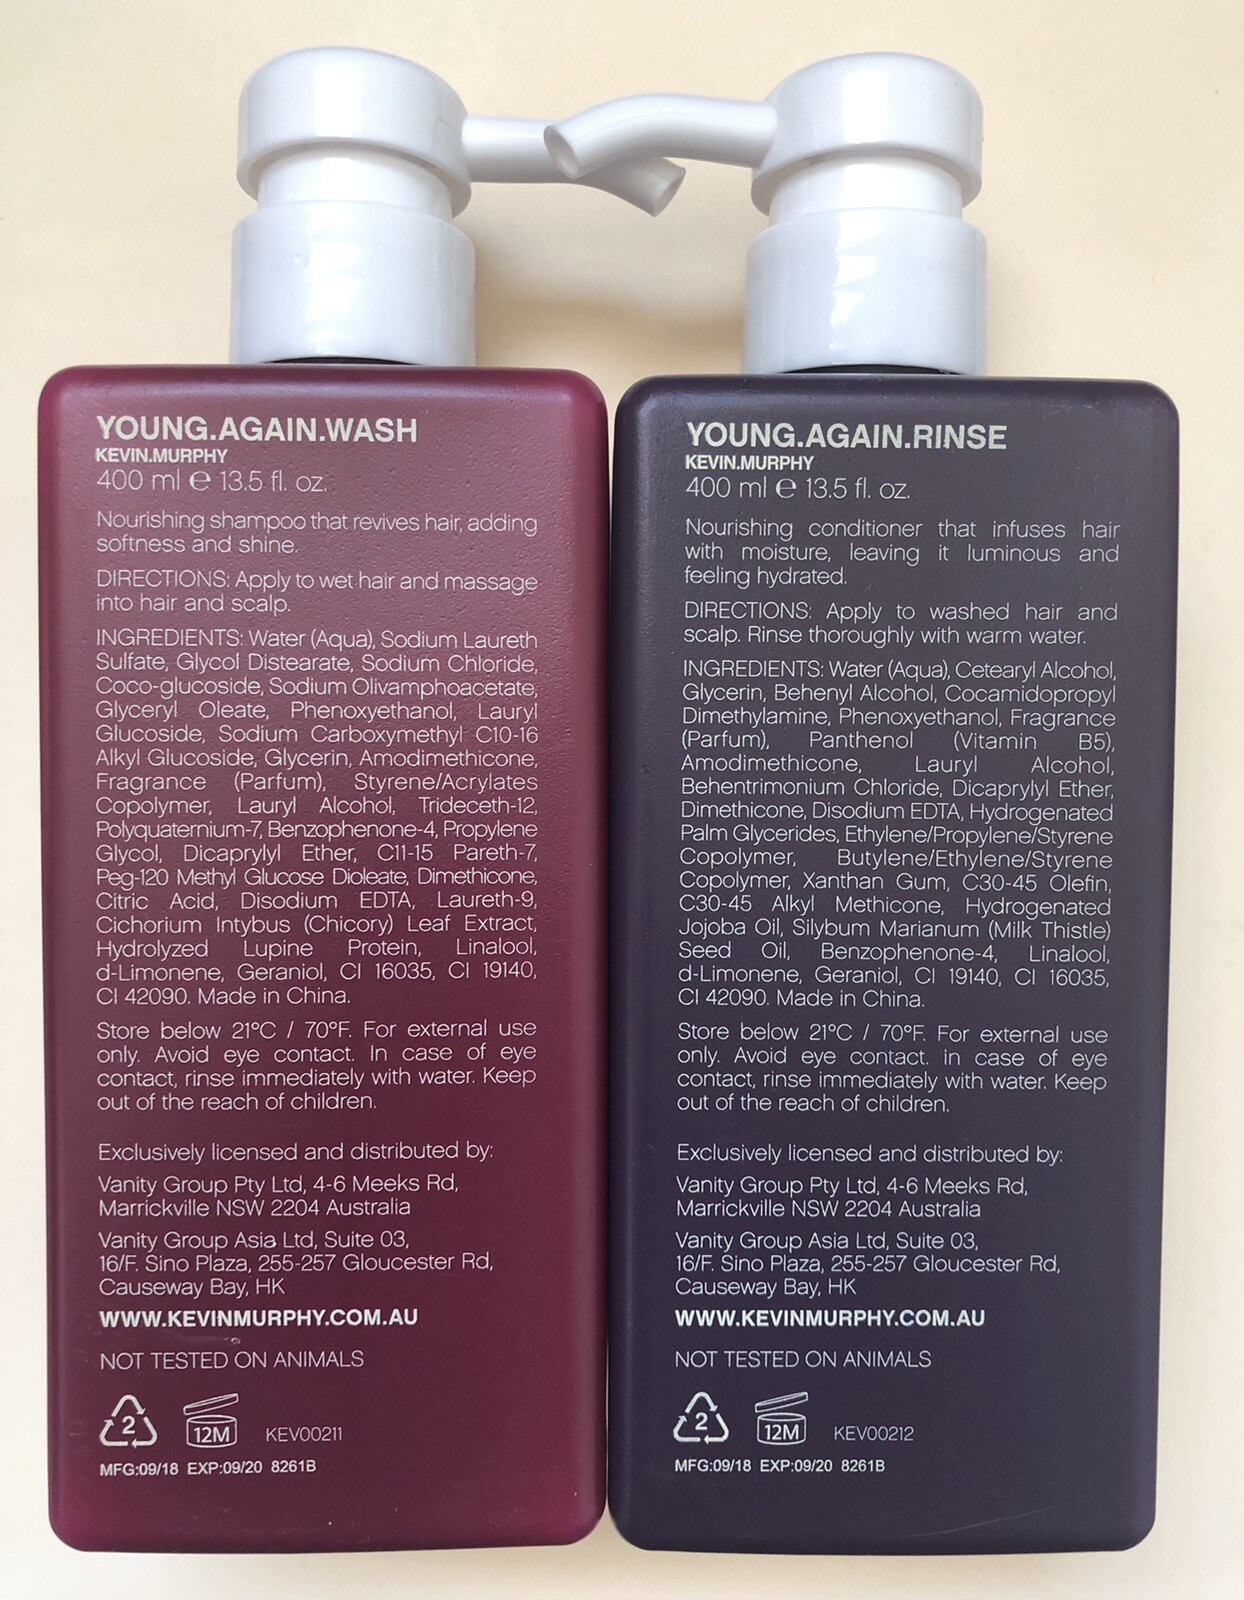 YOUNG.AGAIN.WASH
KEVIN.MURPHY
400 ml ℮ 13.5 fl. oz.
Nourishing shampoo that revives hair, adding
softness and shine.
DIRECTIONS: Apply to wet hair and massage
into hair and scalp.
INGREDIENTS: Water (Aqua), Sodium Laureth
Sulfate, Glycol Distearate, Sodium Chloride,
Coco-glucoside, Sodium Olivamphoacetate,
Glyceryl Oleate, Phenoxyethanol, Lauryl
Glucoside, Sodium Carboxymethyl C10-16
Alkyl Glucoside, Glycerin, Amodimethicone,
Fragrance (Parfum), Styrene/Acrylates
Copolymer, Lauryl Alcohol, Trideceth-12,
Polyquaternium-7, Benzophenone-4, Propylene
Glycol, Dicaprylyl Ether, C11-15 Pareth-7,
Peg-120 Methyl Glucose Dioleate, Dimethicone,
Citric Acid, Disodium EDTA, Laureth-9,
Cichorium Intybus (Chicory) Leaf Extract,
Hydrolyzed Lupine Protein, Linalool,
d-Limonene, Geraniol, CI 16035, CI 19140,
CI 42090. Made in China.
Store below 21°C / 70°F. For external use
only. Avoid eye contact. In case of eye
contact, rinse immediately with water. Keep
out of the reach of children.
Exclusively licensed and distributed by:
Vanity Group Pty Ltd, 4-6 Meeks Rd,
Marrickville NSW 2204 Australia
Vanity Group Asia Ltd, Suite 03,
16/F. Sino Plaza, 255-257 Gloucester Rd,
Causeway Bay, HK
WWW.KEVINMURPHY.COM.AU
NOT TESTED ON ANIMALS
2 12M KEV00211
MFG:09/18 EXP:09/20 8261B
YOUNG.AGAIN.RINSE
KEVIN.MURPHY
400 ml ℮ 13.5 fl. oz.
Nourishing conditioner that infuses hair
with moisture, leaving it luminous and
feeling hydrated.
DIRECTIONS: Apply to washed hair and
scalp. Rinse thoroughly with warm water.
INGREDIENTS: Water (Aqua), Cetearyl Alcohol,
Glycerin, Behenyl Alcohol, Cocamidopropyl
Dimethylamine, Phenoxyethanol, Fragrance
(Parfum), Panthenol (Vitamin B5),
Amodimethicone, Lauryl Alcohol,
Behentrimonium Chloride, Dicaprylyl Ether,
Dimethicone, Disodium EDTA, Hydrogenated
Palm Glycerides, Ethylene/Propylene/Styrene
Copolymer, Butylene/Ethylene/Styrene
Copolymer, Xanthan Gum, C30-45 Olefin,
C30-45 Alkyl Methicone, Hydrogenated
Jojoba Oil, Silybum Marianum (Milk Thistle)
Seed Oil, Benzophenone-4, Linalool,
d-Limonene, Geraniol, CI 19140, CI 16035,
CI 42090. Made in China.
Store below 21°C / 70°F. For external use
only. Avoid eye contact. In case of eye
contact, rinse immediately with water. Keep
out of the reach of children.
Exclusively licensed and distributed by:
Vanity Group Pty Ltd, 4-6 Meeks Rd,
Marrickville NSW 2204 Australia
Vanity Group Asia Ltd, Suite 03,
16/F. Sino Plaza, 255-257 Gloucester Rd,
Causeway Bay, HK
WWW.KEVINMURPHY.COM.AU
NOT TESTED ON ANIMALS
2 12M KEV00212
MFG:09/18 EXP:09/20 8261B